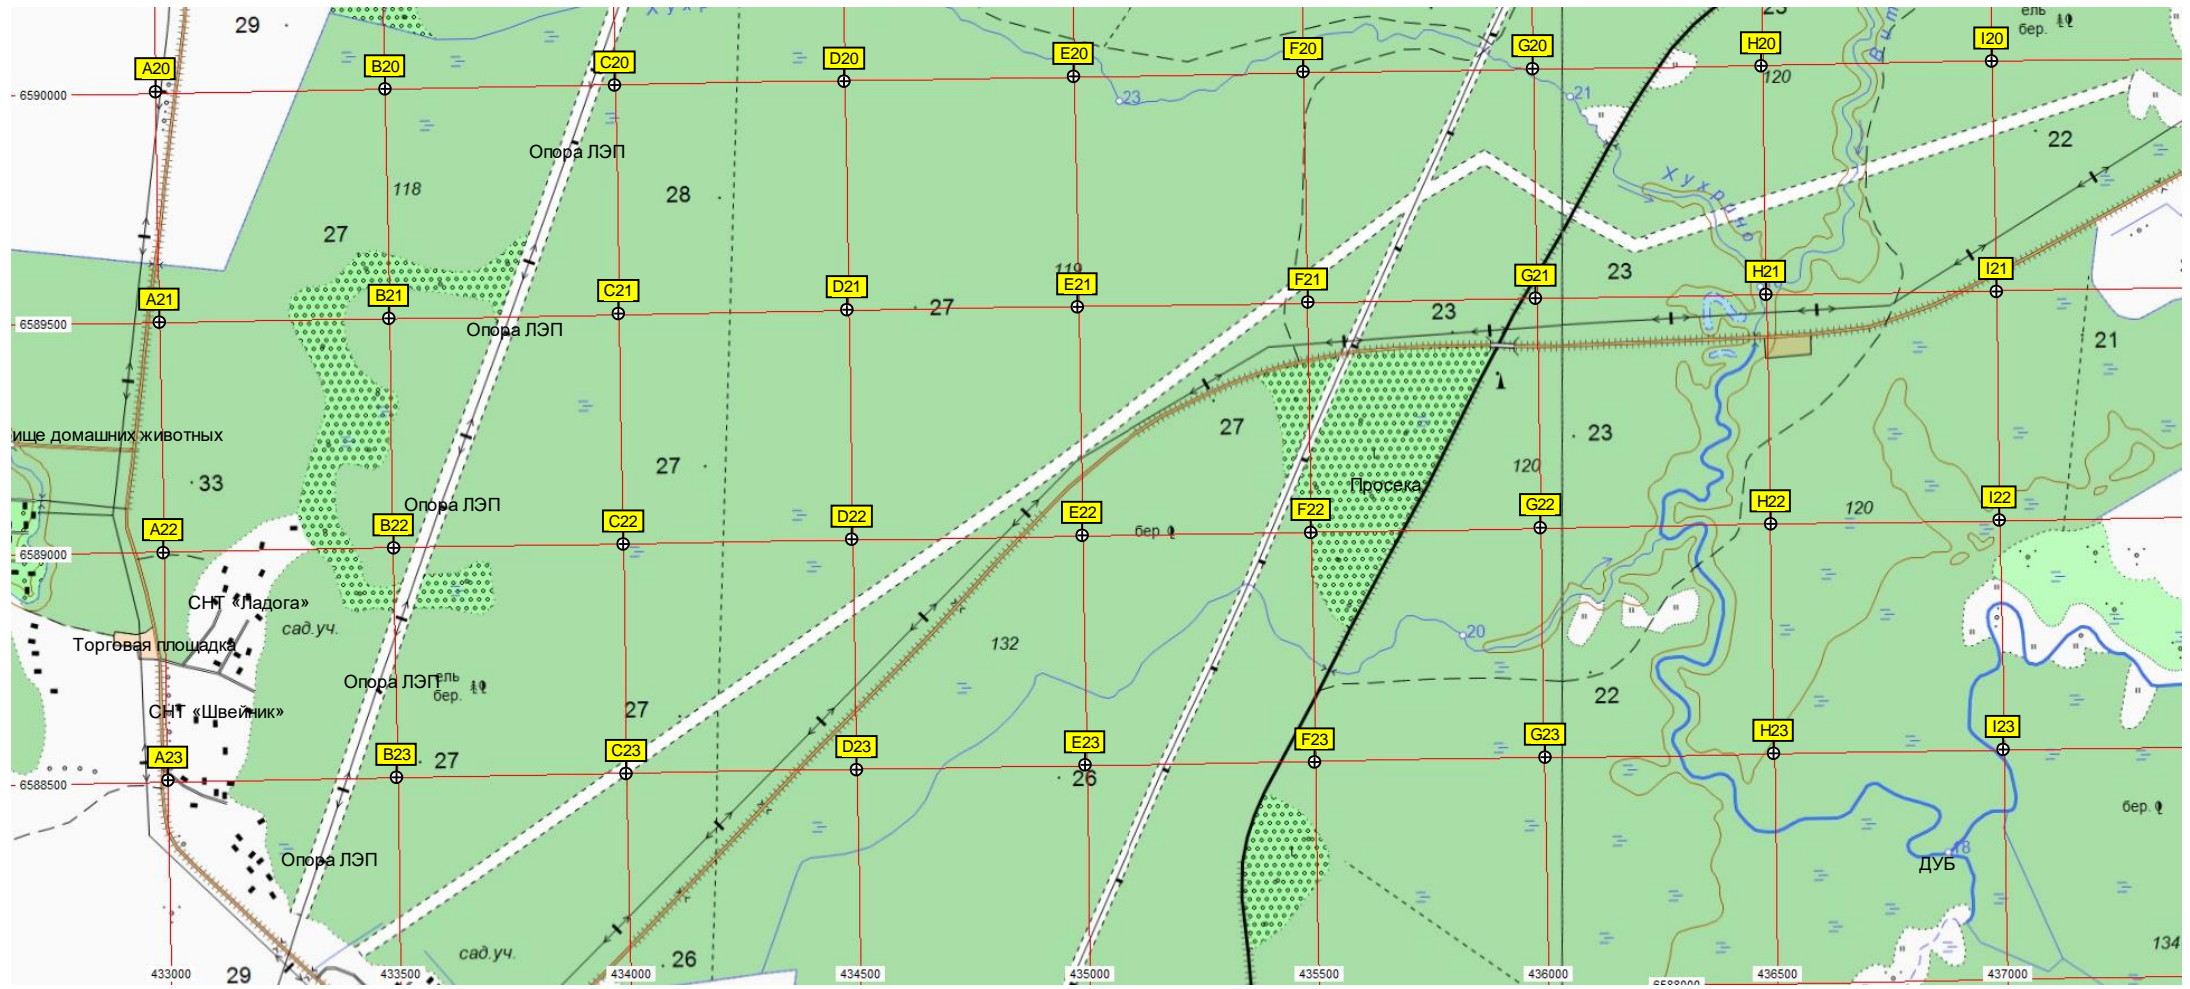 29
Хухр
23
ель
бер.
Вит
A20
B20
C20
D20
E20
F20
G20
H20
I20
6590000
23
21
120
22
Опора ЛЭП
118
28
Хухрино
27
119
23
A21
B21
C21
D21
E21
F21
G21
H21
I21
6589500
27
23
21
Опора ЛЭП
ище домашних животных
27
23
33
27
120
Просека
Опора ЛЭП
120
A22
B22
C22
D22
E22
F22
G22
H22
I22
6589000
бер.
СНТ «Ладога»
сад.уч.
20
Торговая площадка
132
Опора ЛЭП
ель
бер.
22
СНТ «Швейник»
27
A23
B23
C23
D23
E23
F23
G23
H23
I23
27
26
6588500
бер.
18
Опора ЛЭП
ДУБ
сад.уч.
26
134
29
433000
433500
434000
434500
435000
435500
436000
436500
437000
6588000